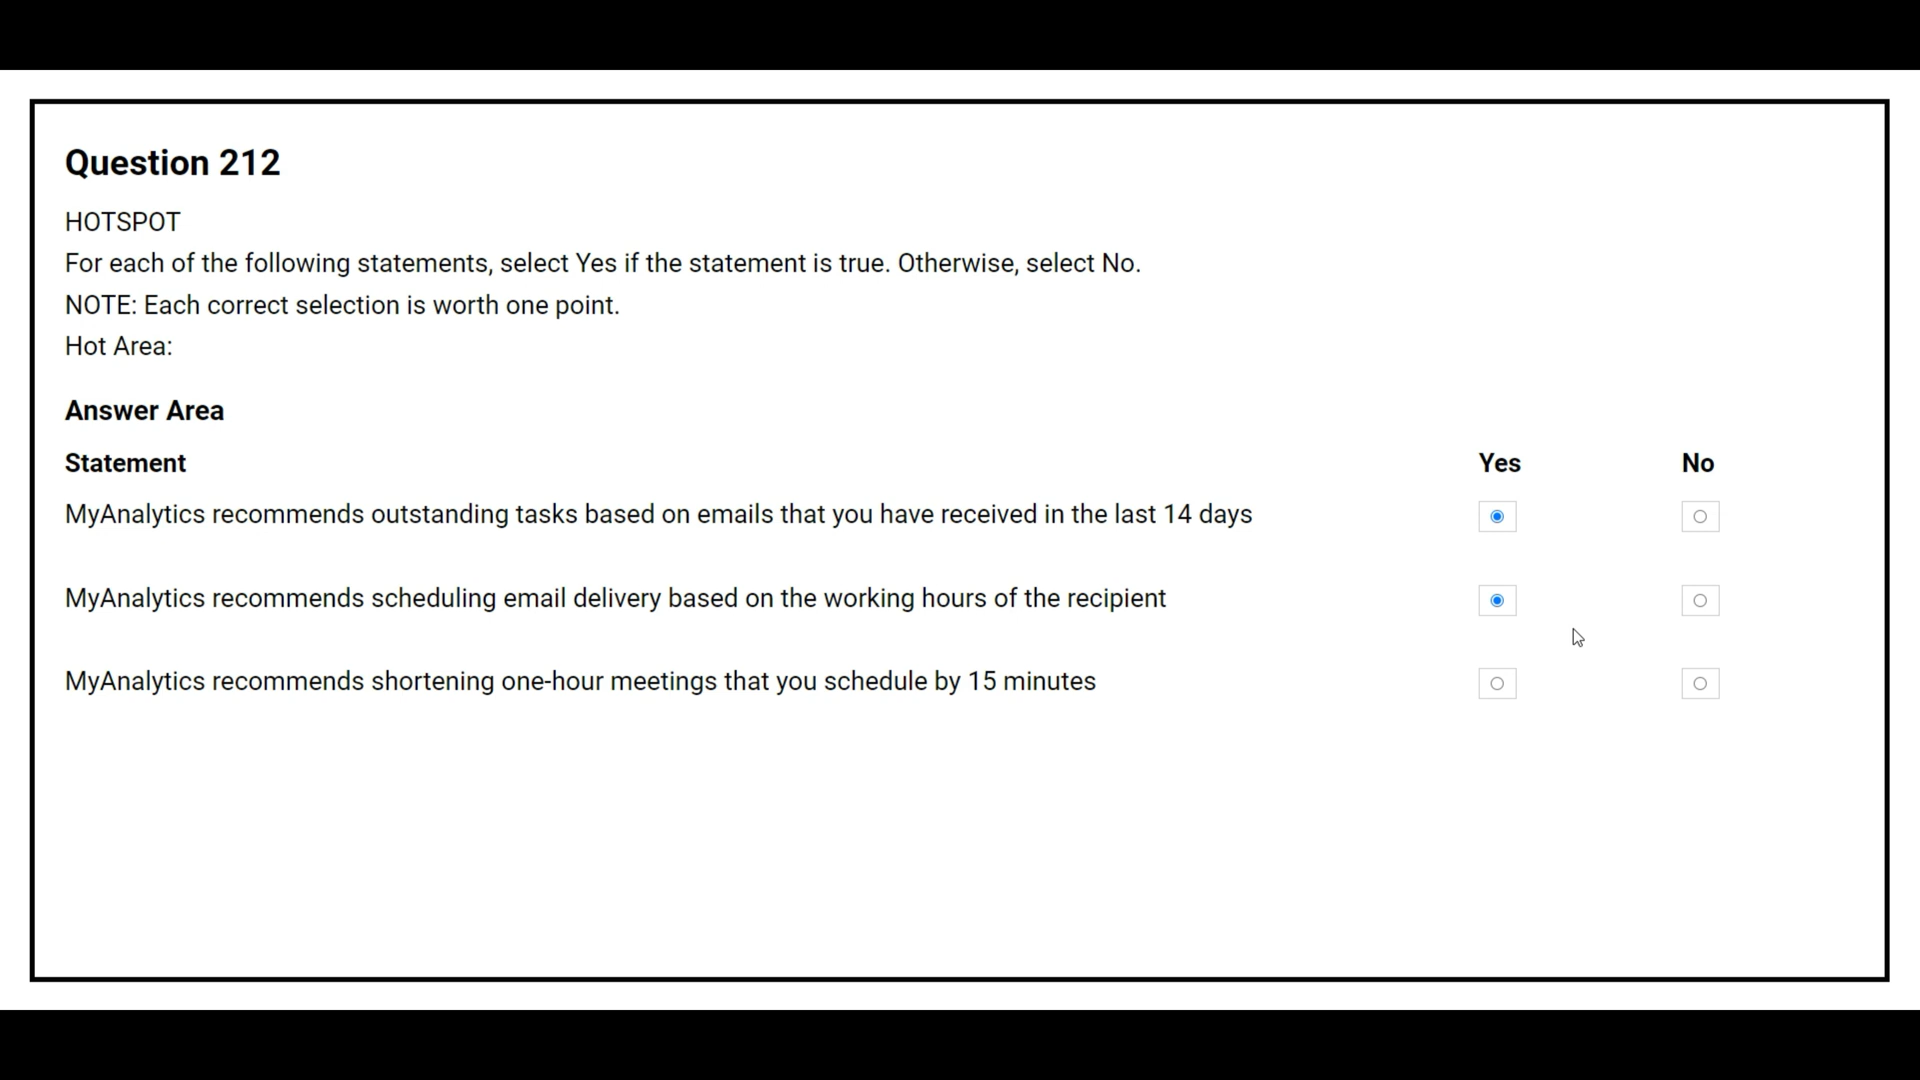 Question 212
HOTSPOT
For each of the following statements, select Yes if the statement is true. Otherwise, select No.
NOTE: Each correct selection is worth one point.
Hot Area:
Answer Area
Statement Yes No
MyAnalytics recommends outstanding tasks based on emails that you have received in the last 14 days
MyAnalytics recommends scheduling email delivery based on the working hours of the recipient
MyAnalytics recommends shortening one-hour meetings that you schedule by 15 minutes